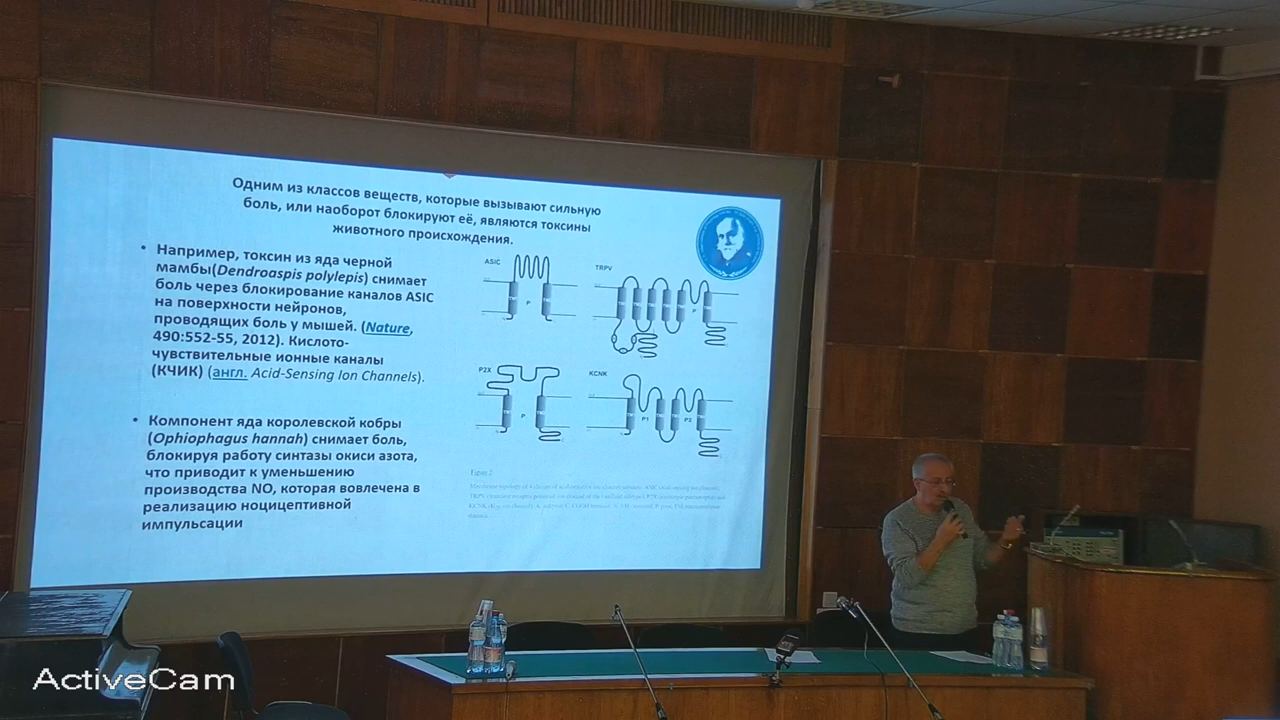 Одним из классов веществ, которые вызывают сильную
боль, или наоборот блокируют её, являются токсины
животного происхождения.
• Например, токсин из яда черной
мамбы(Dendroaspis polylepis) снимает
боль через блокирование каналов ASIC
на поверхности нейронов,
проводящих боль у мышей. (Nature,
490:552-55, 2012). Кислото-
чувствительные ионные каналы
(КЧИК) (англ. Acid-Sensing Ion Channels).
• Компонент яда королевской кобры
(Ophiophagus hannah) снимает боль,
блокируя работу синтазы окиси азота,
что приводит к уменьшению
производства NO, которая вовлечена в
реализацию ноцицептивной
импульсации
ASIC
P
TRPV
P
P2X
P
KCNK
P1
P2
Figure 2
ActiveCam